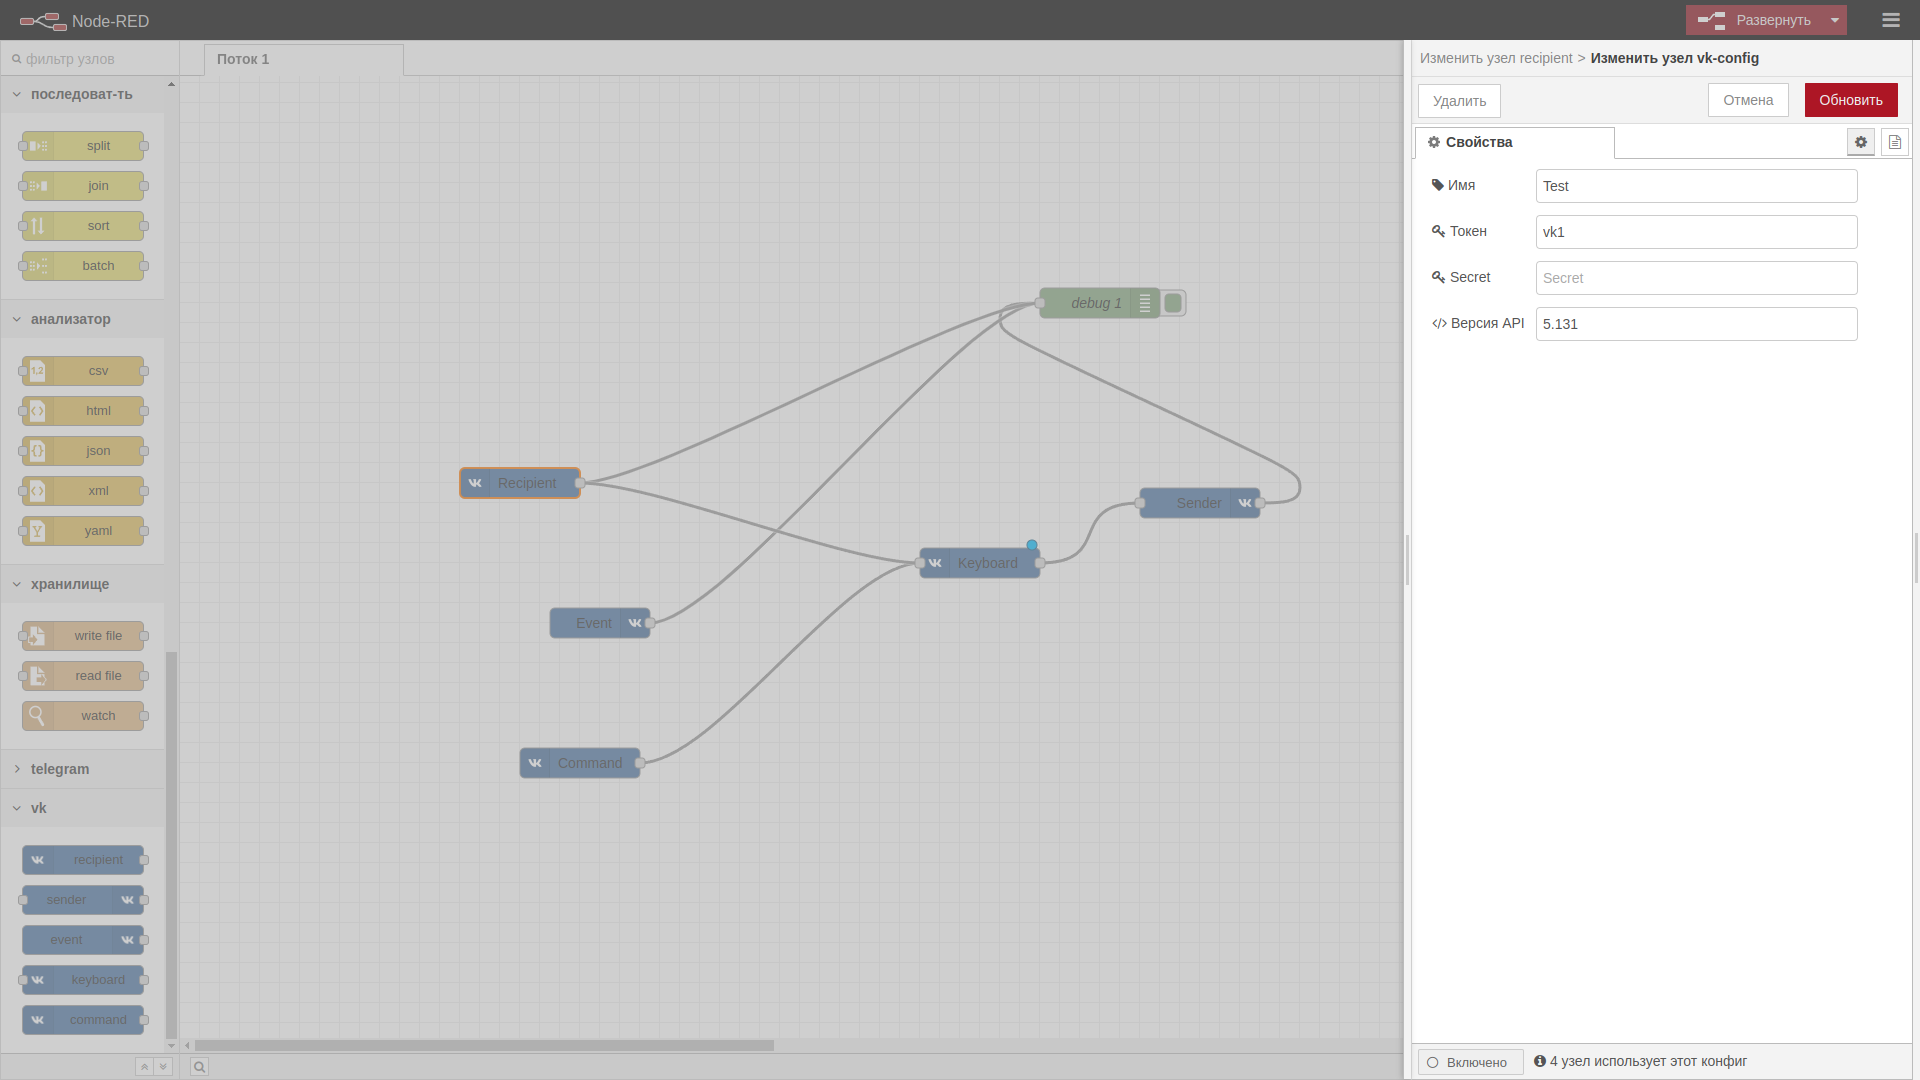 Node-RED
Развернуть
фильтр узлов
последоват-ть
split
join
sort
batch
анализатор
csv
html
json
xml
yaml
хранилище
write file
read file
watch
telegram
vk
recipient
sender
event
keyboard
command
Поток 1
debug 1
Recipient
Sender
Keyboard
Event
Command
Изменить узел recipient > Изменить узел vk-config
Удалить
Отмена
Обновить
Свойства
Имя
Test
Токен
vk1
Secret
Secret
Версия API
5.131
Включено
4 узел использует этот конфиг